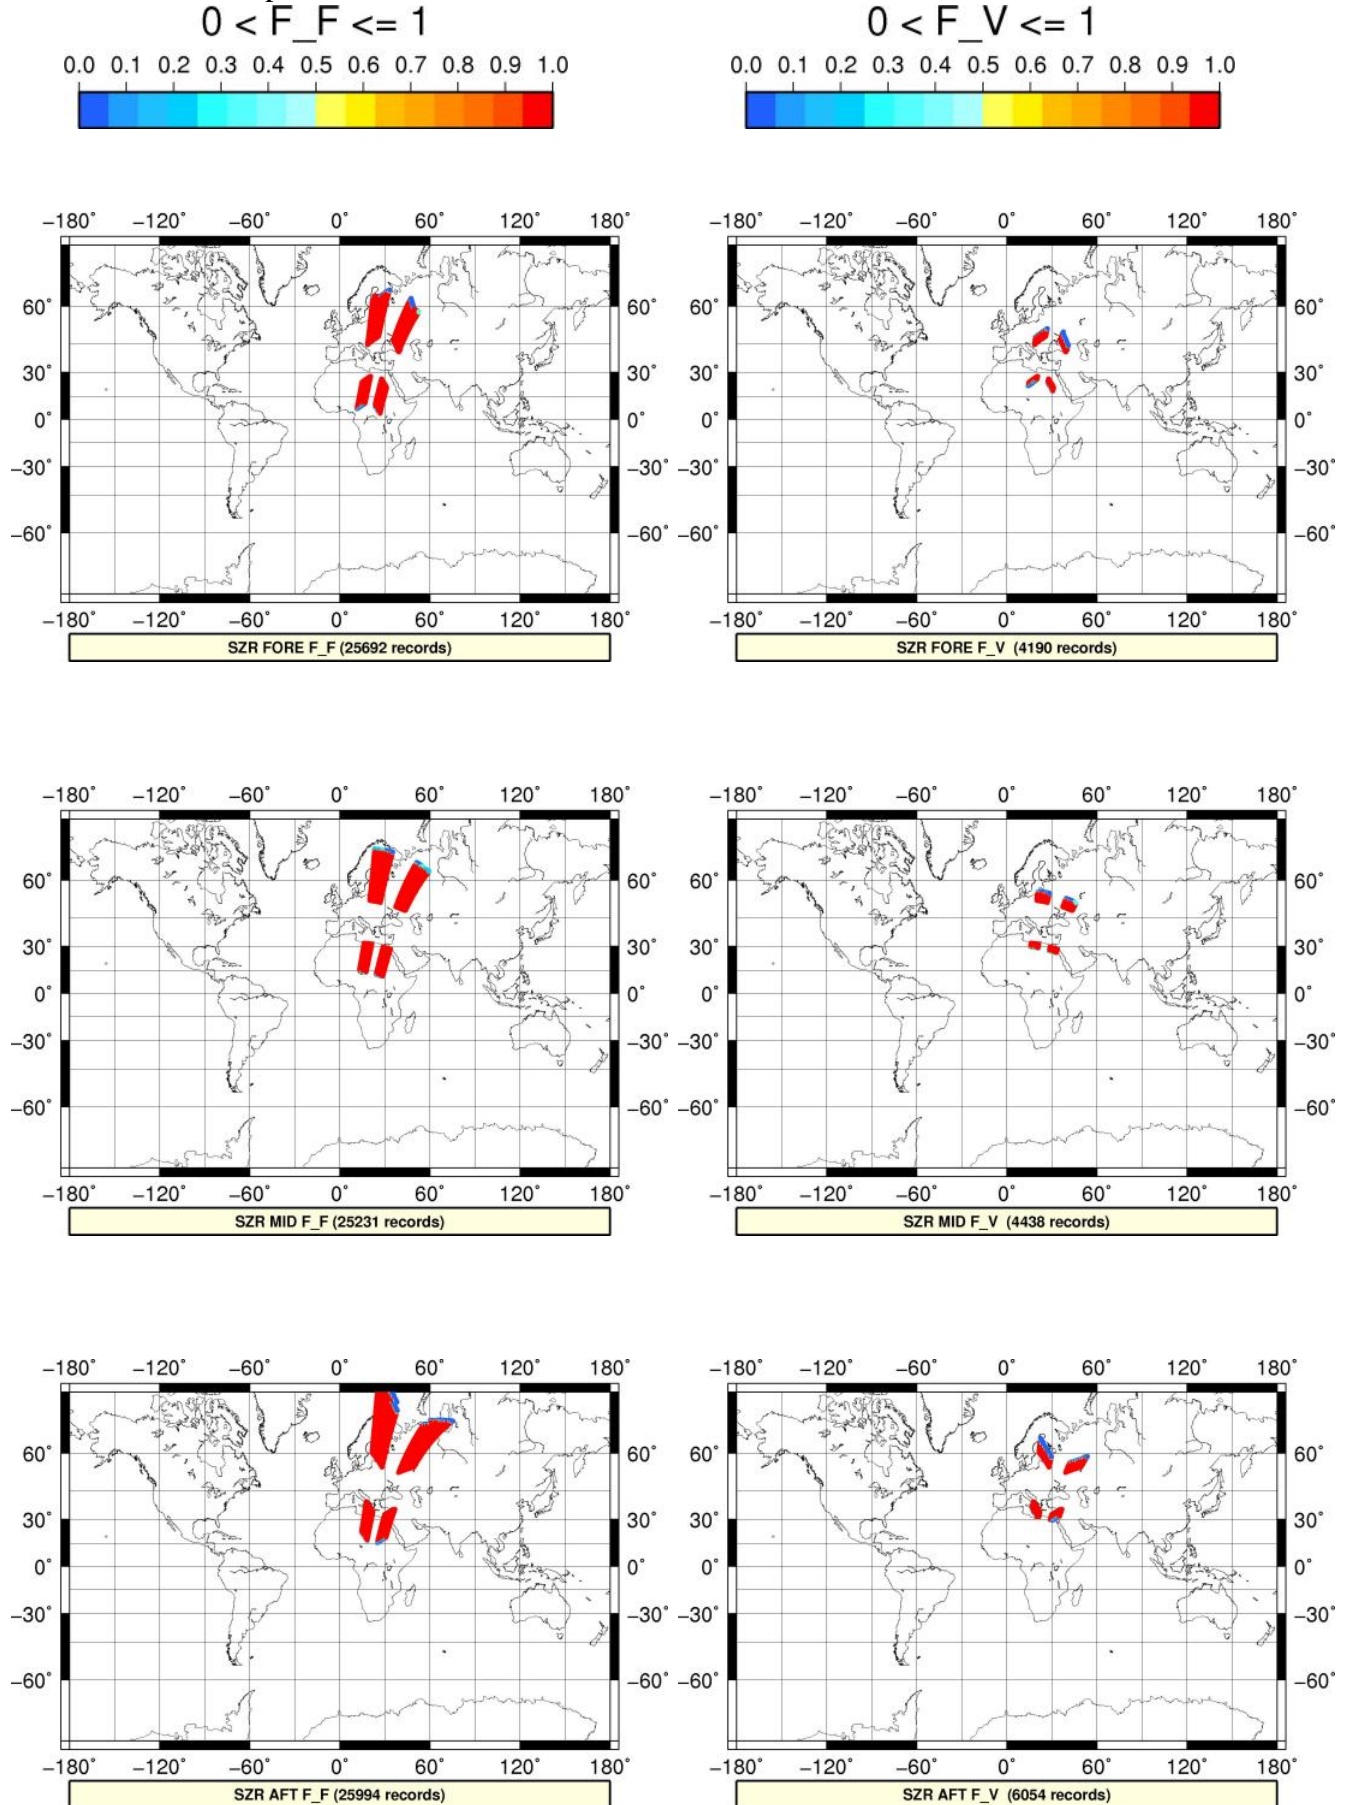 0 < F_F <= 1
0 < F_V <= 1
0.0 0.1 0.2 0.3 0.4 0.5 0.6 0.7 0.8 0.9 1.0
0.0 0.1 0.2 0.3 0.4 0.5 0.6 0.7 0.8 0.9 1.0
−180˚ −120˚ −60˚ 0˚ 60˚ 120˚ 180˚
−180˚ −120˚ −60˚ 0˚ 60˚ 120˚ 180˚
60˚ 60˚ 60˚ 60˚
30˚ 30˚ 30˚ 30˚
0˚ 0˚ 0˚ 0˚
−30˚ −30˚ −30˚ −30˚
−60˚ −60˚ −60˚ −60˚
−180˚ −120˚ −60˚ 0˚ 60˚ 120˚ 180˚
−180˚ −120˚ −60˚ 0˚ 60˚ 120˚ 180˚
SZR FORE F_F (25692 records)
SZR FORE F_V (4190 records)
−180˚ −120˚ −60˚ 0˚ 60˚ 120˚ 180˚
−180˚ −120˚ −60˚ 0˚ 60˚ 120˚ 180˚
60˚ 60˚ 60˚ 60˚
30˚ 30˚ 30˚ 30˚
0˚ 0˚ 0˚ 0˚
−30˚ −30˚ −30˚ −30˚
−60˚ −60˚ −60˚ −60˚
−180˚ −120˚ −60˚ 0˚ 60˚ 120˚ 180˚
−180˚ −120˚ −60˚ 0˚ 60˚ 120˚ 180˚
SZR MID F_F (25231 records)
SZR MID F_V (4438 records)
−180˚ −120˚ −60˚ 0˚ 60˚ 120˚ 180˚
−180˚ −120˚ −60˚ 0˚ 60˚ 120˚ 180˚
60˚ 60˚ 60˚ 60˚
30˚ 30˚ 30˚ 30˚
0˚ 0˚ 0˚ 0˚
−30˚ −30˚ −30˚ −30˚
−60˚ −60˚ −60˚ −60˚
−180˚ −120˚ −60˚ 0˚ 60˚ 120˚ 180˚
−180˚ −120˚ −60˚ 0˚ 60˚ 120˚ 180˚
SZR AFT F_F (25994 records)
SZR AFT F_V (6054 records)